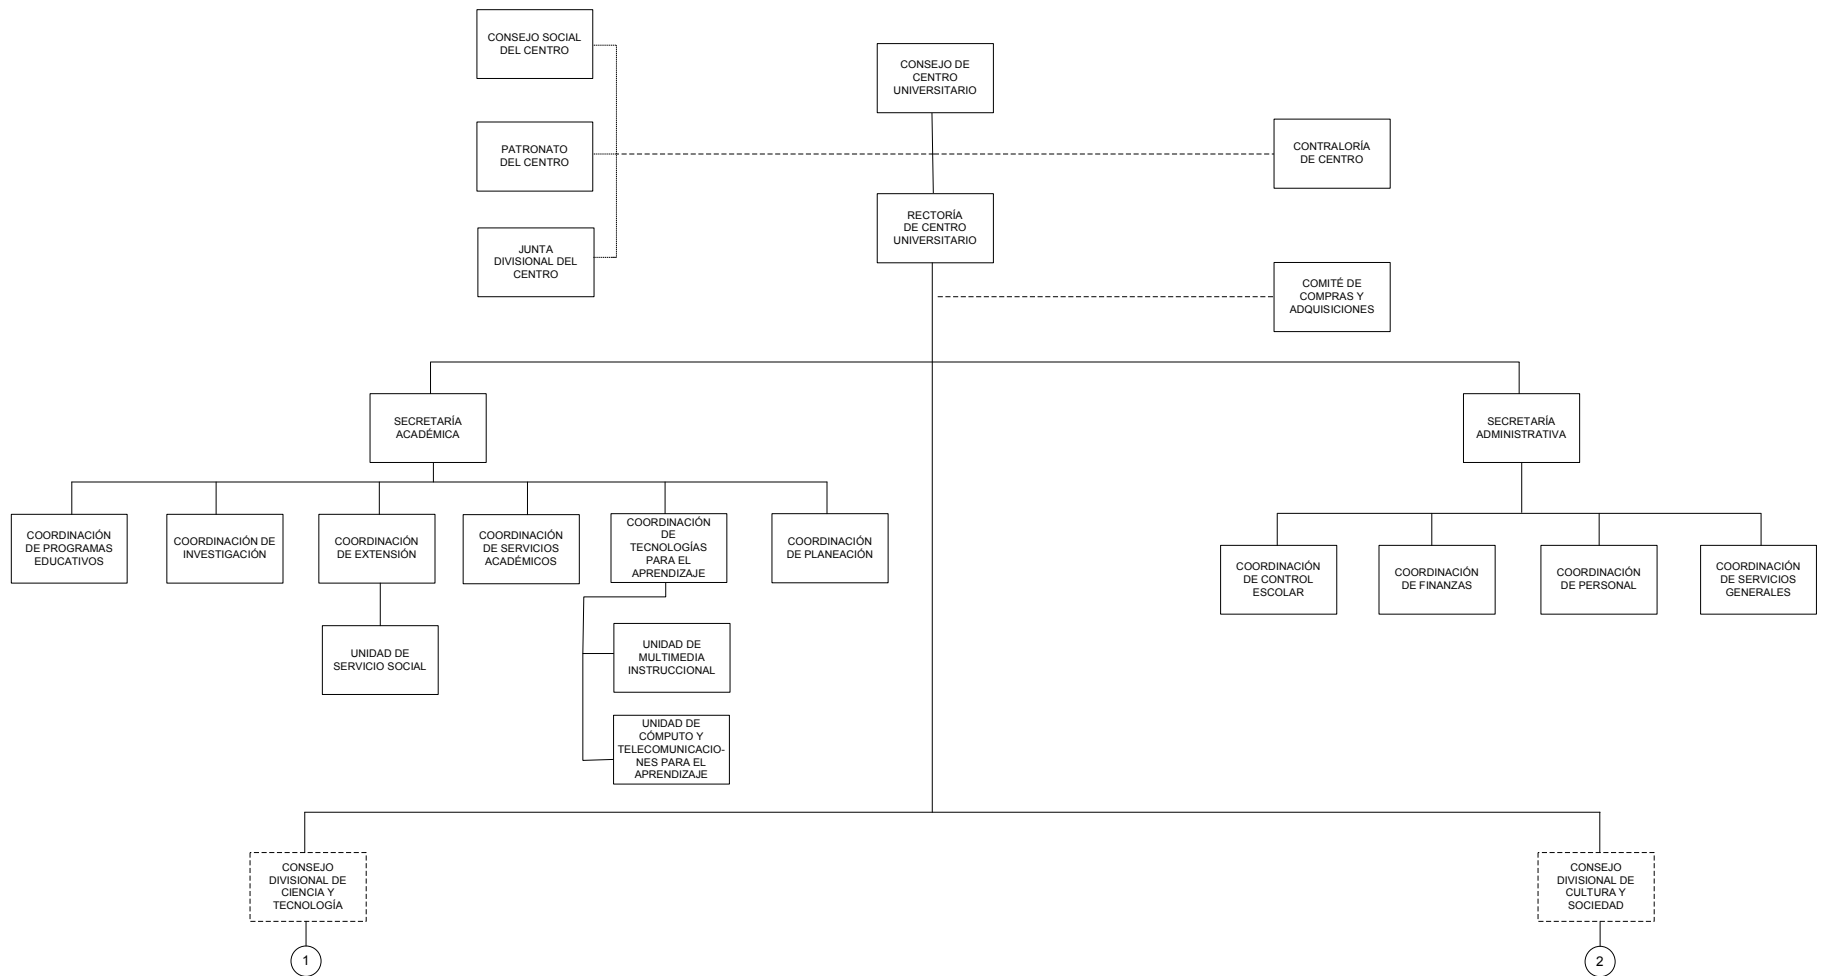 CONSEJO SOCIAL
DEL CENTRO
CONSEJO DE
CENTRO
UNIVERSITARIO
PATRONATO
DEL CENTRO
CONTRALORÍA
DE CENTRO
RECTORÍA
DE CENTRO
UNIVERSITARIO
JUNTA
DIVISIONAL DEL
CENTRO
COMITÉ DE
COMPRAS Y
ADQUISICIONES
SECRETARÍA
ACADÉMICA
SECRETARÍA
ADMINISTRATIVA
COORDINACIÓN
DE PROGRAMAS
EDUCATIVOS
COORDINACIÓN DE
INVESTIGACIÓN
COORDINACIÓN
DE EXTENSIÓN
COORDINACIÓN
DE SERVICIOS
ACADÉMICOS
COORDINACIÓN
DE
TECNOLOGÍAS
PARA EL
APRENDIZAJE
COORDINACIÓN
DE PLANEACIÓN
COORDINACIÓN
DE CONTROL
ESCOLAR
COORDINACIÓN
DE FINANZAS
COORDINACIÓN
DE PERSONAL
COORDINACIÓN
DE SERVICIOS
GENERALES
UNIDAD DE
SERVICIO SOCIAL
UNIDAD DE
MULTIMEDIA
INSTRUCCIONAL
UNIDAD DE
CÓMPUTO Y
TELECOMUNICACIO-
NES PARA EL
APRENDIZAJE
CONSEJO
DIVISIONAL DE
CIENCIA Y
TECNOLOGÍA
CONSEJO
DIVISIONAL DE
CULTURA Y
SOCIEDAD
1
2